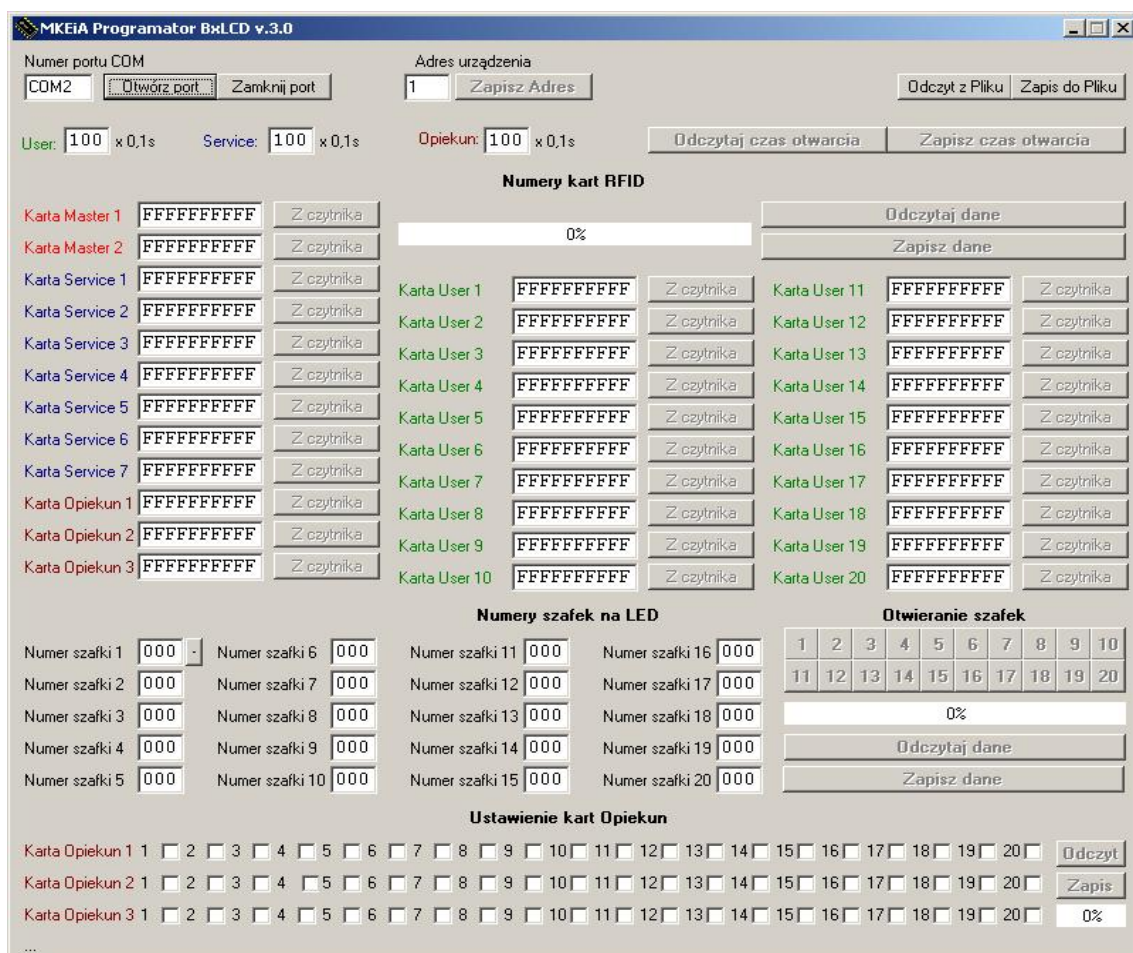 MKEiA Programator BxLCD v.3.0
Numer portu COM Adres urządzenia
COM2 Otwórz port Zamknij port 1 Zapisz Adres Odczyt z Pliku Zapis do Pliku
User: 100 x 0,1s Service: 100 x 0,1s Opiekun: 100 x 0,1s Odczytaj czas otwarcia Zapisz czas otwarcia
Numery kart RFID
Karta Master 1 FFFFFFFFFF Z czytnika
Karta Master 2 FFFFFFFFFF Z czytnika
Karta Service 1 FFFFFFFFFF Z czytnika
Karta Service 2 FFFFFFFFFF Z czytnika
Karta Service 3 FFFFFFFFFF Z czytnika
Karta Service 4 FFFFFFFFFF Z czytnika
Karta Service 5 FFFFFFFFFF Z czytnika
Karta Service 6 FFFFFFFFFF Z czytnika
Karta Service 7 FFFFFFFFFF Z czytnika
Karta Opiekun 1 FFFFFFFFFF Z czytnika
Karta Opiekun 2 FFFFFFFFFF Z czytnika
Karta Opiekun 3 FFFFFFFFFF Z czytnika
0%
Odczytaj dane
Zapisz dane
Karta User 1 FFFFFFFFFF Z czytnika
Karta User 2 FFFFFFFFFF Z czytnika
Karta User 3 FFFFFFFFFF Z czytnika
Karta User 4 FFFFFFFFFF Z czytnika
Karta User 5 FFFFFFFFFF Z czytnika
Karta User 6 FFFFFFFFFF Z czytnika
Karta User 7 FFFFFFFFFF Z czytnika
Karta User 8 FFFFFFFFFF Z czytnika
Karta User 9 FFFFFFFFFF Z czytnika
Karta User 10 FFFFFFFFFF Z czytnika
Karta User 11 FFFFFFFFFF Z czytnika
Karta User 12 FFFFFFFFFF Z czytnika
Karta User 13 FFFFFFFFFF Z czytnika
Karta User 14 FFFFFFFFFF Z czytnika
Karta User 15 FFFFFFFFFF Z czytnika
Karta User 16 FFFFFFFFFF Z czytnika
Karta User 17 FFFFFFFFFF Z czytnika
Karta User 18 FFFFFFFFFF Z czytnika
Karta User 19 FFFFFFFFFF Z czytnika
Karta User 20 FFFFFFFFFF Z czytnika
Numery szafek na LED
Numer szafki 1 000 - Numer szafki 6 000 Numer szafki 11 000 Numer szafki 16 000
Numer szafki 2 000 Numer szafki 7 000 Numer szafki 12 000 Numer szafki 17 000
Numer szafki 3 000 Numer szafki 8 000 Numer szafki 13 000 Numer szafki 18 000
Numer szafki 4 000 Numer szafki 9 000 Numer szafki 14 000 Numer szafki 19 000
Numer szafki 5 000 Numer szafki 10 000 Numer szafki 15 000 Numer szafki 20 000
Otwieranie szafek
1 2 3 4 5 6 7 8 9 10
11 12 13 14 15 16 17 18 19 20
0%
Odczytaj dane
Zapisz dane
Ustawienie kart Opiekun
Karta Opiekun 1 1 2 3 4 5 6 7 8 9 10 11 12 13 14 15 16 17 18 19 20 Odczyt
Karta Opiekun 2 1 2 3 4 5 6 7 8 9 10 11 12 13 14 15 16 17 18 19 20 Zapis
Karta Opiekun 3 1 2 3 4 5 6 7 8 9 10 11 12 13 14 15 16 17 18 19 20 0%
...